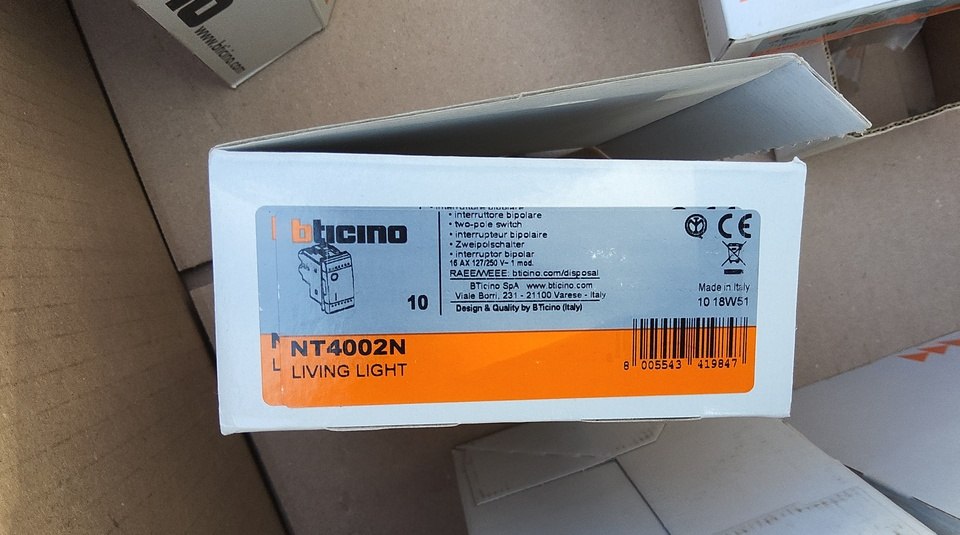 www.bticino.com
bticino
• interruttore bipolare
• interruttore bipolare
• two-pole switch
• interrupteur bipolaire
• Zweipolschalter
• interruptor bipolar
16 AX 127/250 V~ 1 mod.
RAEE/WEEE: bticino.com/disposal
BTicino SpA www.bticino.com
Viale Borri, 231 - 21100 Varese - Italy
Design & Quality by BTicino (Italy)
10
CE
Made in Italy
10 18W51
NT4002N
LIVING LIGHT
8 005543 419847